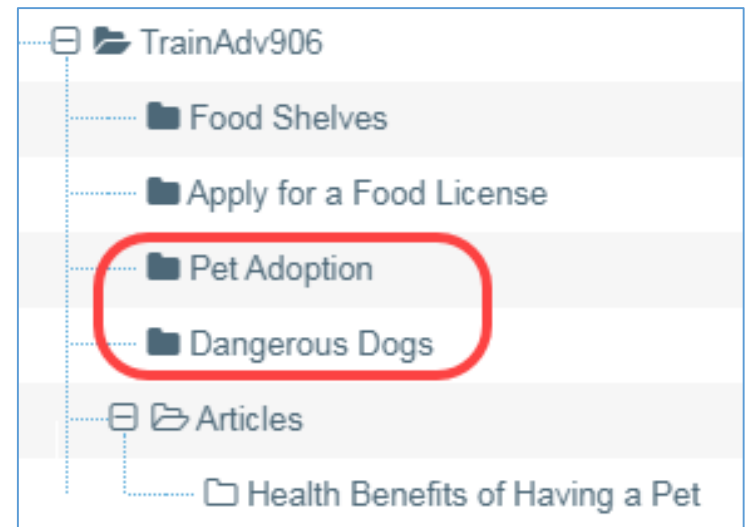 TrainAdv906
Food Shelves
Apply for a Food License
Pet Adoption
Dangerous Dogs
Articles
Health Benefits of Having a Pet